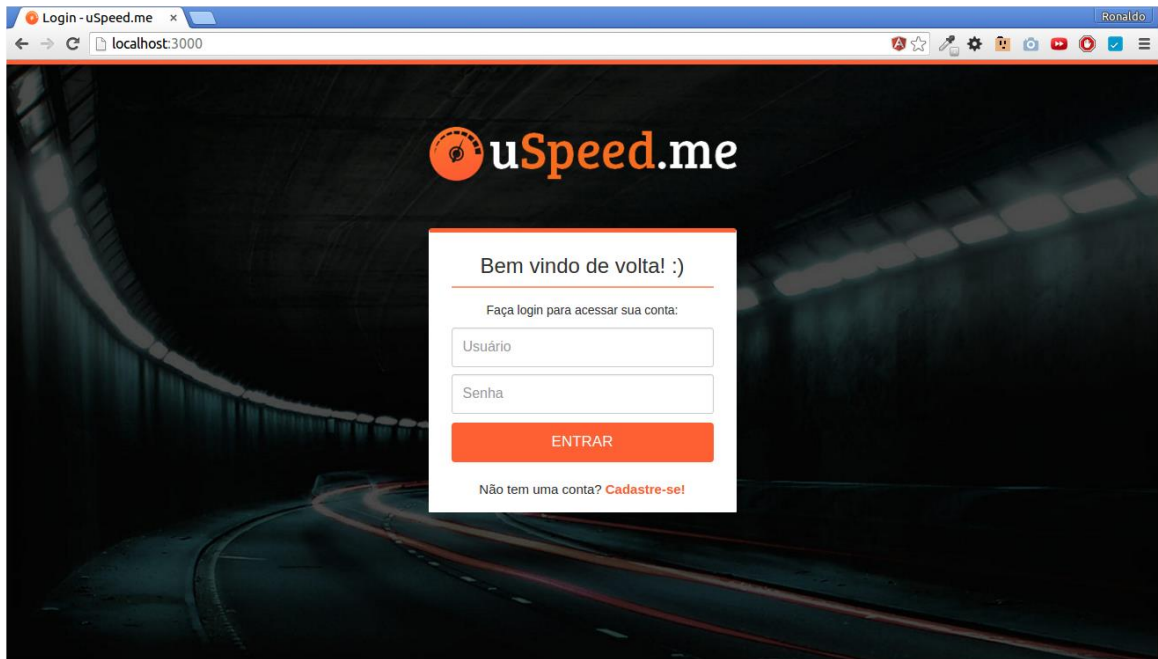 Login - uSpeed.me
Ronaldo
localhost:3000
uSpeed.me
Bem vindo de volta! :)
Faça login para acessar sua conta:
Usuário
Senha
ENTRAR
Não tem uma conta? Cadastre-se!